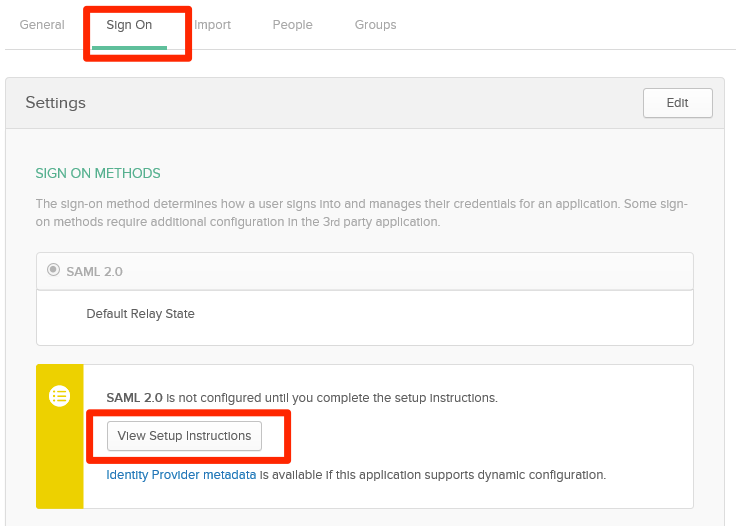 General Sign On Import People Groups
Settings
Edit
SIGN ON METHODS
The sign-on method determines how a user signs into and manages their credentials for an application. Some sign-
on methods require additional configuration in the 3rd party application.
SAML 2.0
Default Relay State
SAML 2.0 is not configured until you complete the setup instructions.
View Setup Instructions
Identity Provider metadata is available if this application supports dynamic configuration.